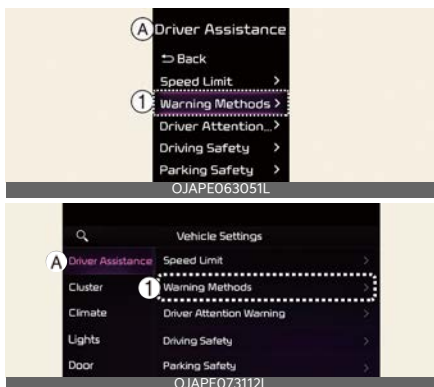 A Driver Assistance
Back
Speed Limit >
1 Warning Methods >
Driver Attention... >
Driving Safety >
Parking Safety >
OJAPE063051L
Vehicle Settings
A Driver Assistance Speed Limit >
Cluster 1 Warning Methods >
Climate Driver Attention Warning >
Lights Driving Safety >
Door Parking Safety >
OJAPE073112L